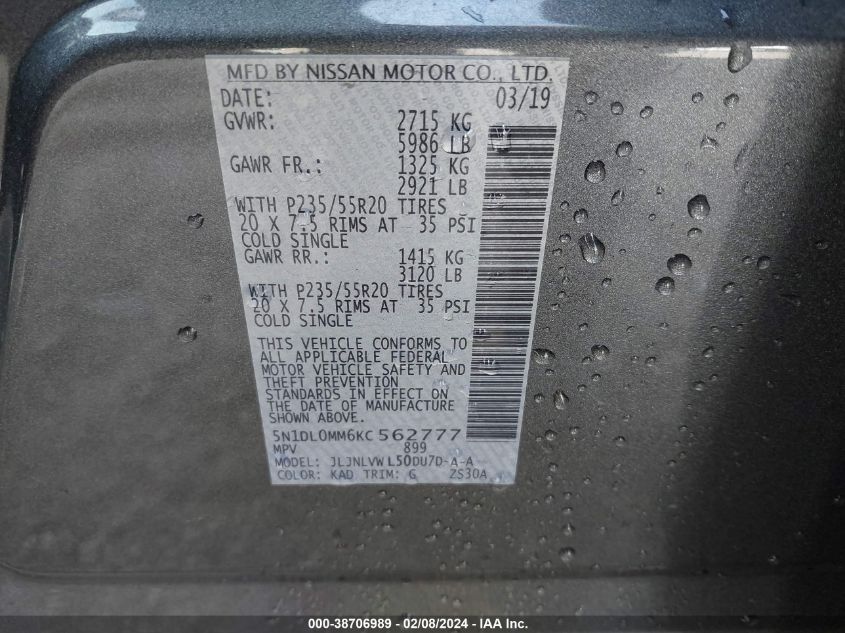 MFD BY NISSAN MOTOR CO., LTD.
DATE: 03/19
GVWR: 2715 KG
5986 LB
GAWR FR.: 1325 KG
2921 LB
WITH P235/55R20 TIRES
20 X 7.5 RIMS AT 35 PSI
COLD SINGLE
GAWR RR.: 1415 KG
3120 LB
WITH P235/55R20 TIRES
20 X 7.5 RIMS AT 35 PSI
COLD SINGLE
THIS VEHICLE CONFORMS TO
ALL APPLICABLE FEDERAL
MOTOR VEHICLE SAFETY AND
THEFT PREVENTION
STANDARDS IN EFFECT ON
THE DATE OF MANUFACTURE
SHOWN ABOVE.
5N1DL0MM6KC562777
MPV 899
MODEL: JLJNLVWL50DU7D-A-A
COLOR: KAD TRIM: G ZS30A
000-38706989 - 02/08/2024 - IAA Inc.